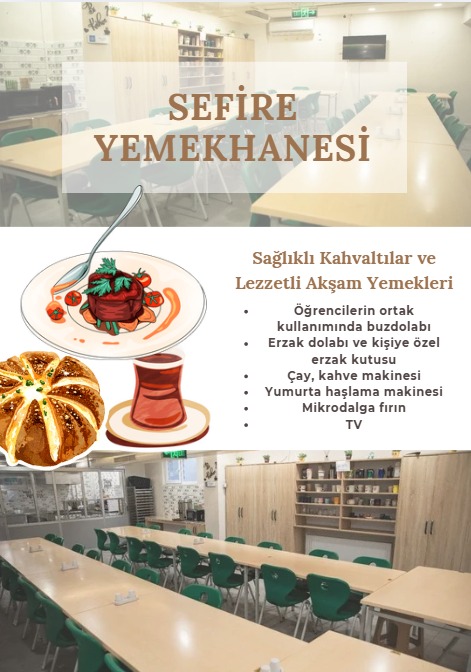 SEFİRE
YEMEKHANESİ
Sağlıklı Kahvaltılar ve
Lezzetli Akşam Yemekleri
• Öğrencilerin ortak
kullanımında buzdolabı
• Erzak dolabı ve kişiye özel
erzak kutusu
• Çay, kahve makinesi
• Yumurta haşlama makinesi
• Mikrodalga fırın
• TV